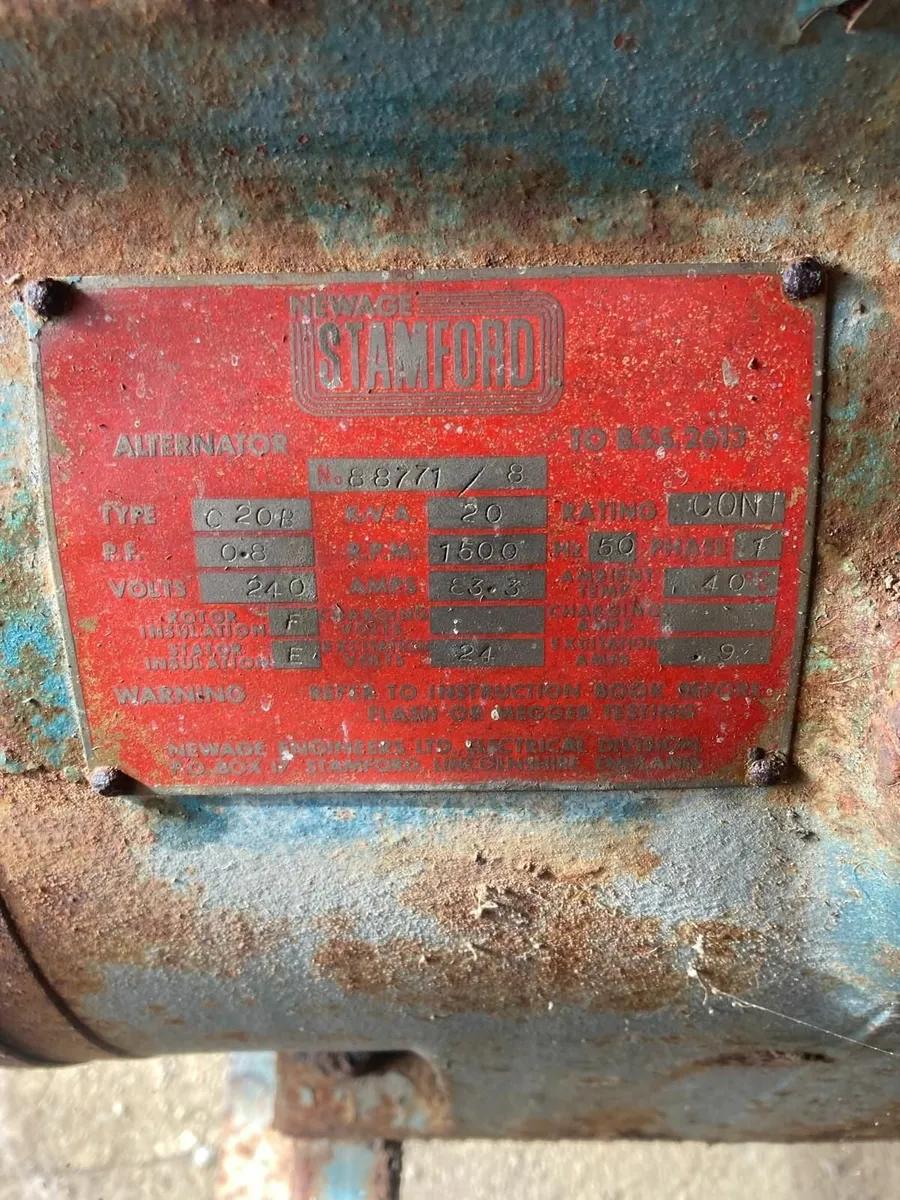 NEWAGE
STAMFORD
ALTERNATOR TO B.S.S. 2613
No 88771 / 8
TYPE C20B K.V.A. 20 RATING CONT
P.F. 0.8 R.P.M. 1500 Hz 50 PHASE 1
VOLTS 240 AMPS 83.3 AMBIENT TEMP. 40°C
ROTOR INSULATION F CHARGING VOLTS CHARGING AMPS
STATOR INSULATION E EXCITATION VOLTS 24 EXCITATION AMPS 9
WARNING REFER TO INSTRUCTION BOOK BEFORE
FLASH OR MEGGER TESTING
NEWAGE ENGINEERS LTD., ELECTRICAL DIVISION,
P.O. BOX 17 STAMFORD, LINCOLNSHIRE, ENGLAND